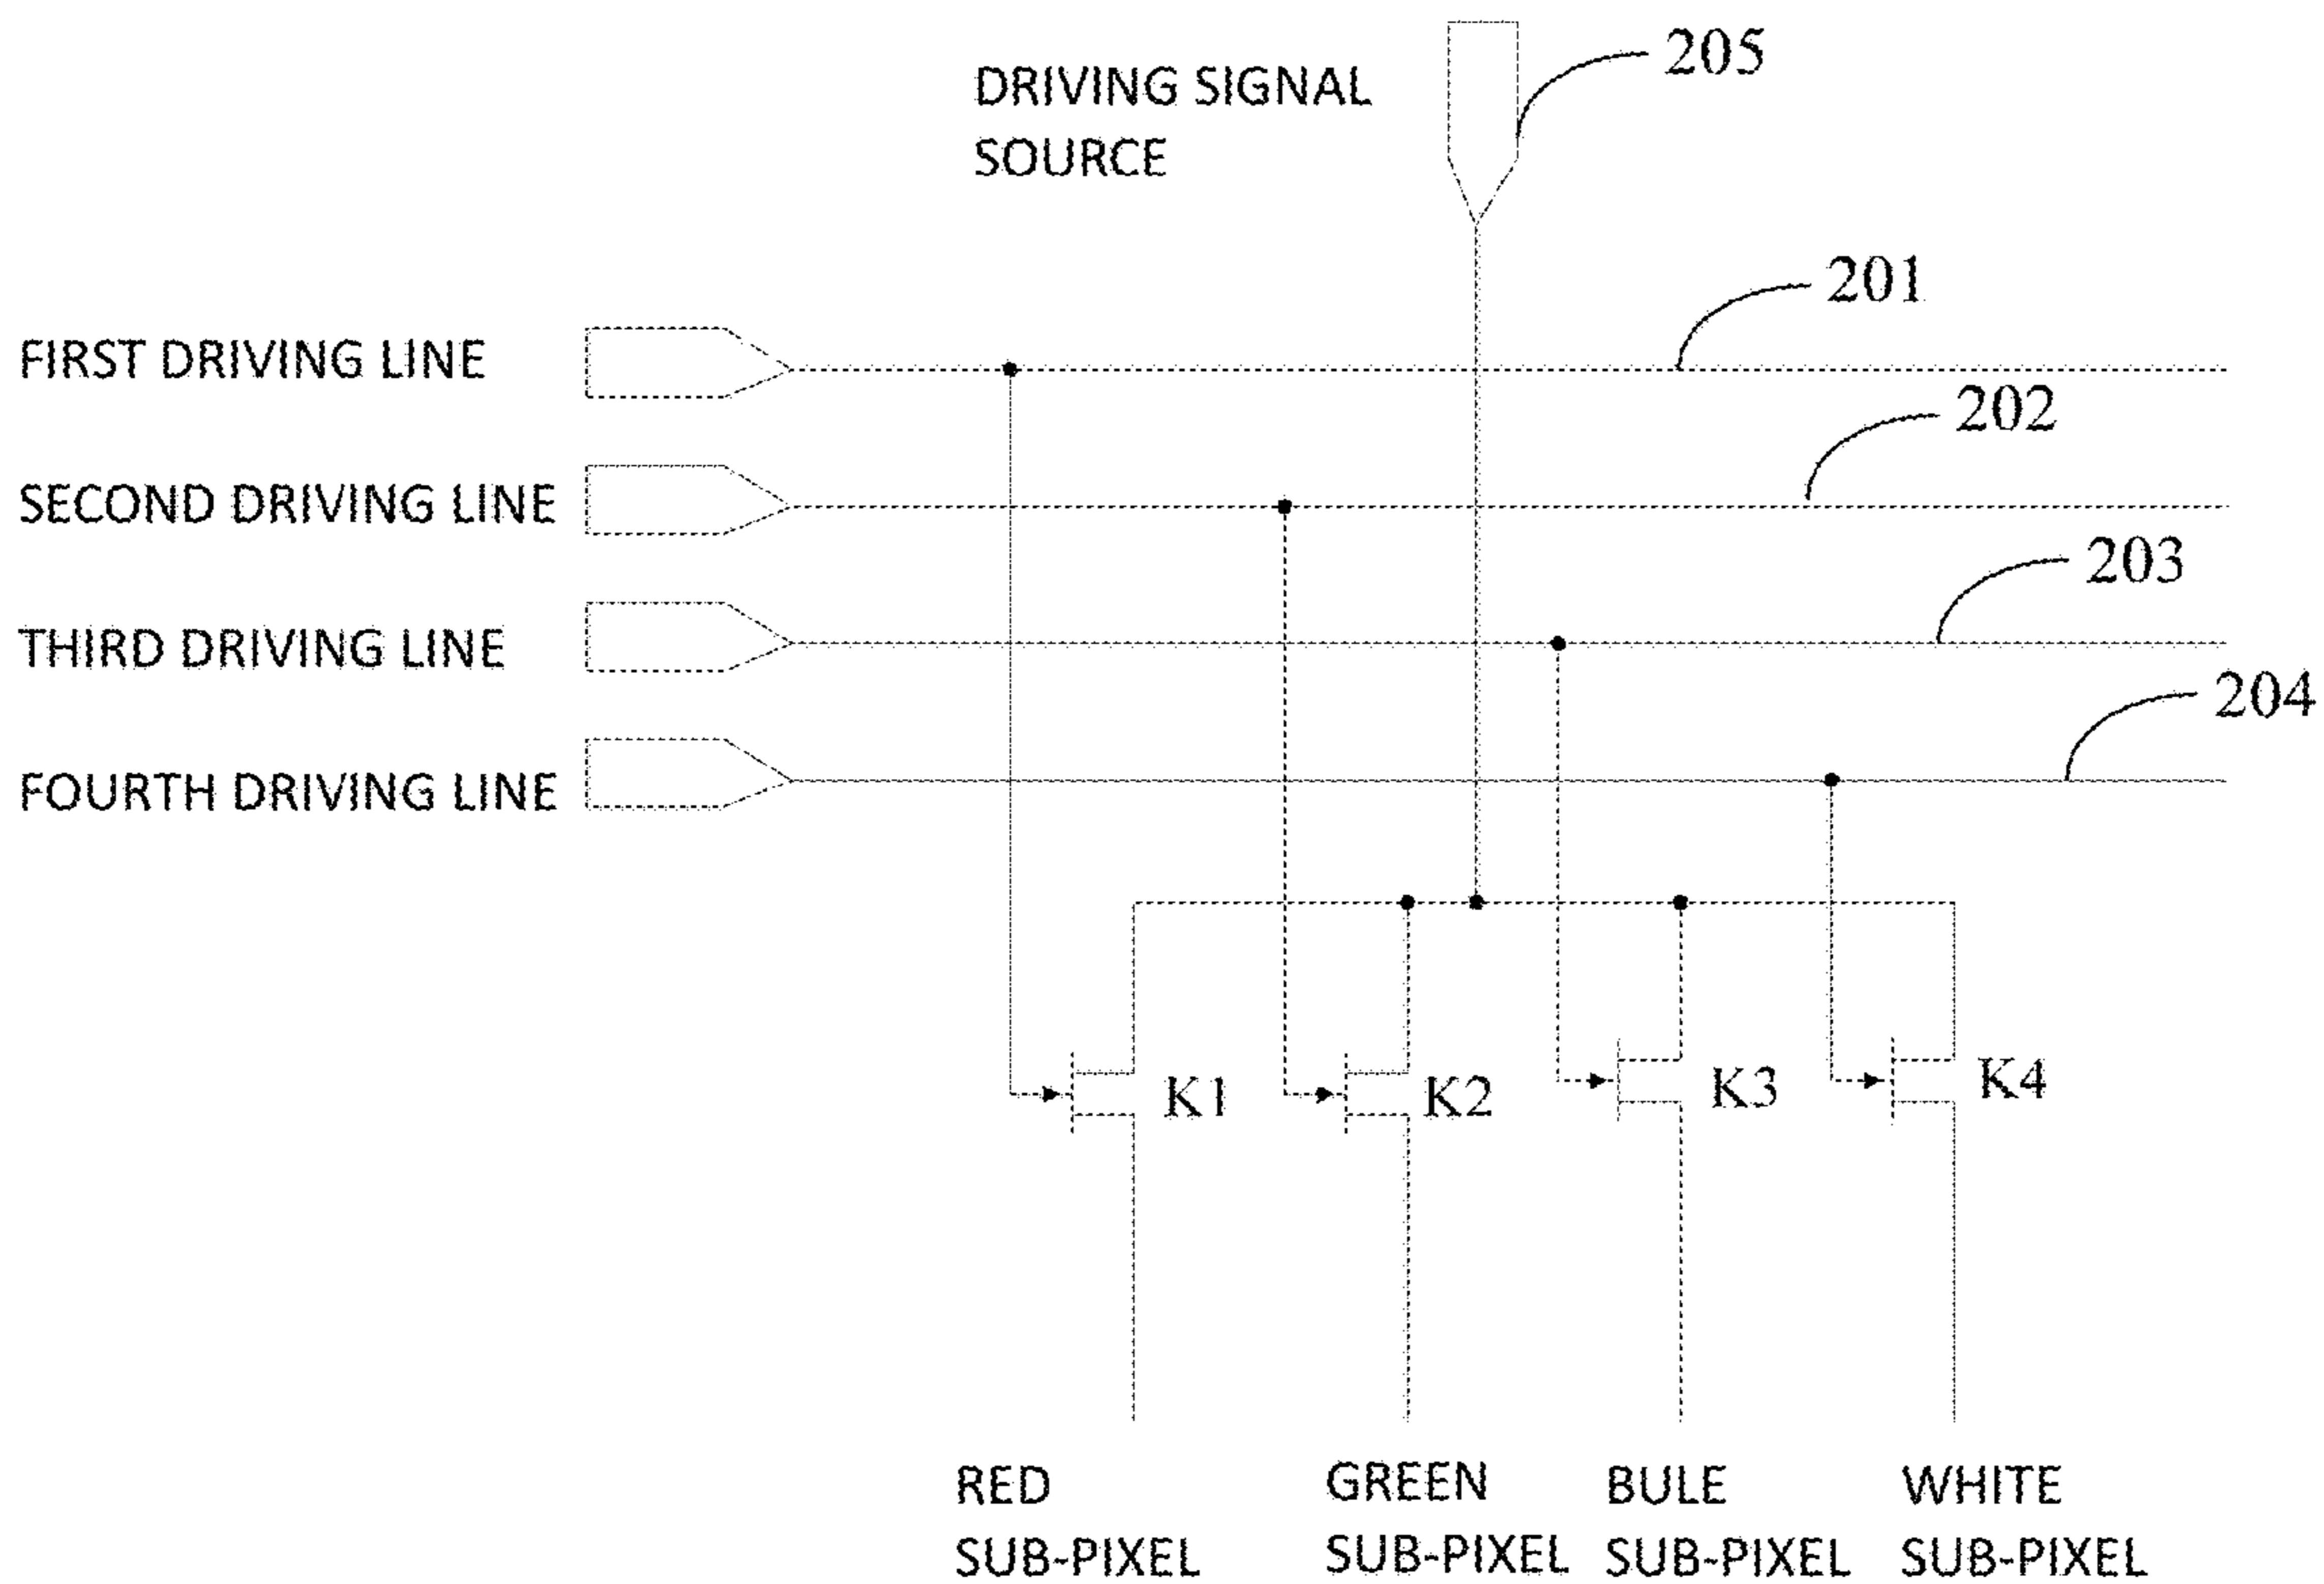 DRIVING SIGNAL
SOURCE
205
201
FIRST DRIVING LINE
202
SECOND DRIVING LINE
203
THIRD DRIVING LINE
204
FOURTH DRIVING LINE
K1
K2
K3
K4
RED
SUB-PIXEL
GREEN
SUB-PIXEL
BULE
SUB-PIXEL
WHITE
SUB-PIXEL